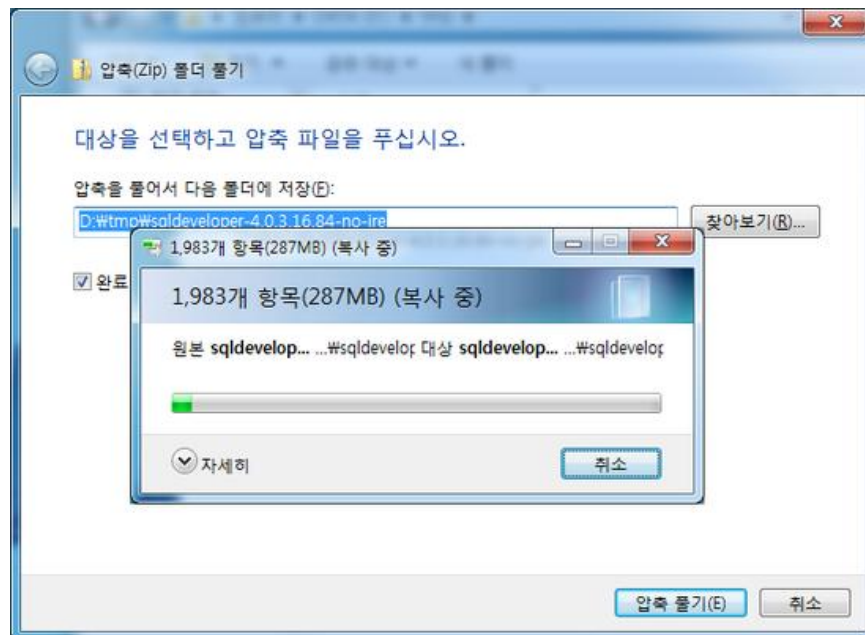 압축(Zip) 폴더 풀기
대상을 선택하고 압축 파일을 푸십시오.
압축을 풀어서 다음 폴더에 저장(F):
D:₩tmp₩sqldeveloper-4.0.3.16.84-no-jre
찾아보기(R)...
1,983개 항목(287MB) (복사 중)
완료
1,983개 항목(287MB) (복사 중)
원본 sqldevelop... ...₩sqldevelop 대상 sqldevelop... ...₩sqldevelop
자세히
취소
압축 풀기(E)
취소